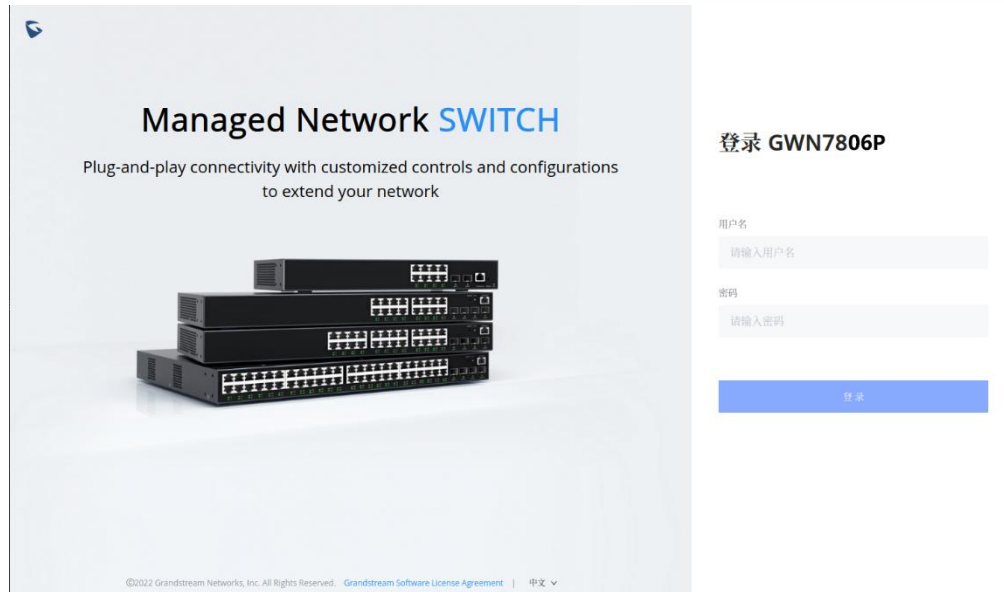 Managed Network SWITCH
Plug-and-play connectivity with customized controls and configurations
to extend your network
登录 GWN7806P
用户名
请输入用户名
密码
请输入密码
登 录
©2022 Grandstream Networks, Inc. All Rights Reserved. Grandstream Software License Agreement | 中文